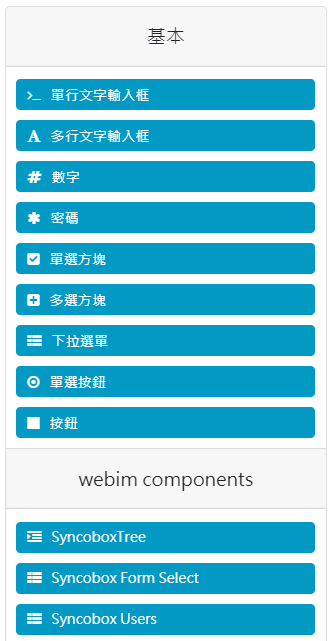 基本
單行文字輸入框
多行文字輸入框
數字
密碼
單選方塊
多選方塊
下拉選單
單選按鈕
按鈕
webim components
SyncoboxTree
Syncobox Form Select
Syncobox Users